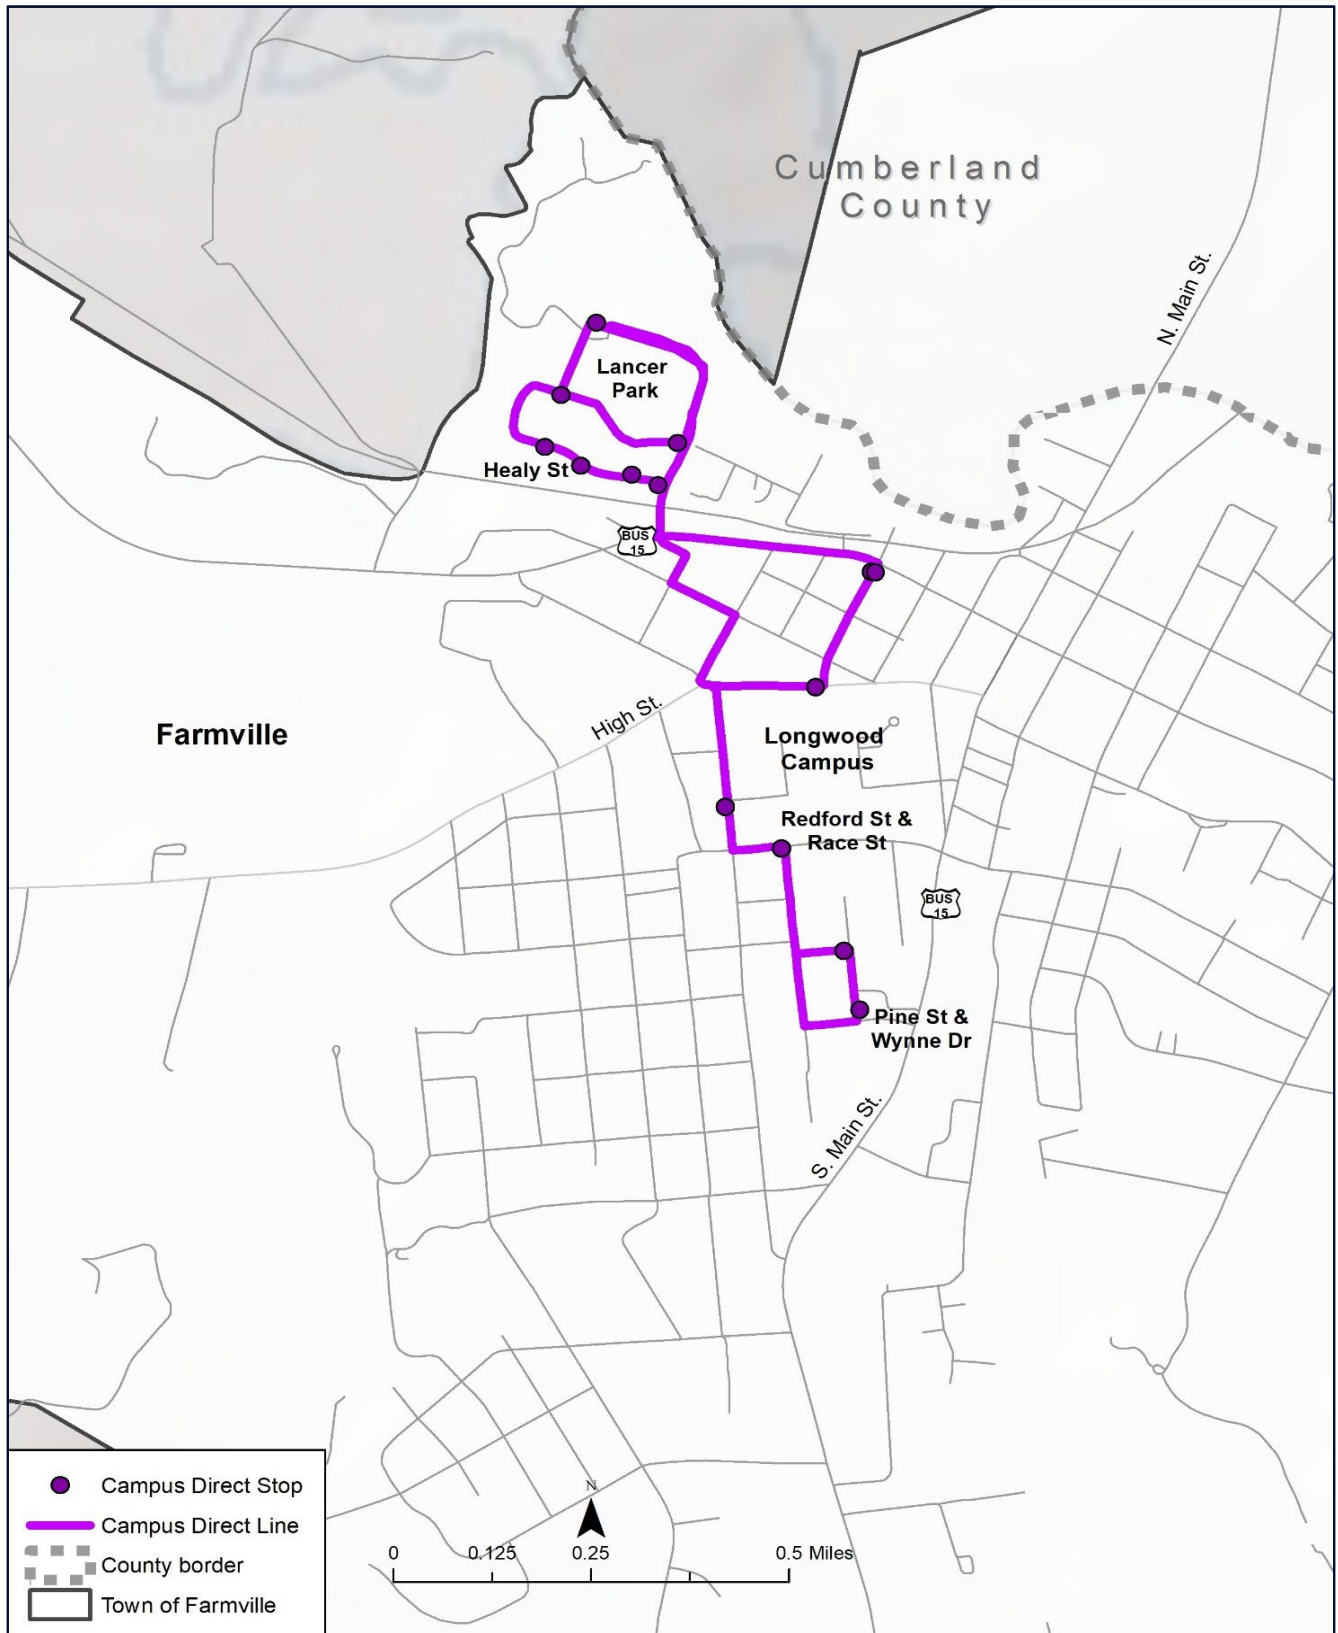 Cumberland
County
N. Main St.
Lancer
Park
Healy St
BUS
15
High St.
Farmville
Longwood
Campus
Redford St &
Race St
BUS
15
Pine St &
Wynne Dr
S. Main St.
Campus Direct Stop
Campus Direct Line
County border
Town of Farmville
N
0 0.125 0.25 0.5 Miles